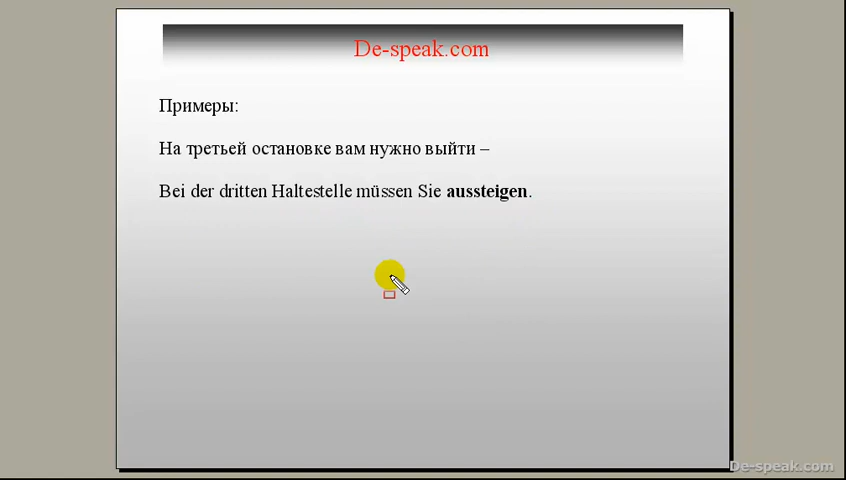 De-speak.com
Примеры:
На третьей остановке вам нужно выйти –
Bei der dritten Haltestelle müssen Sie aussteigen.
De-speak.com